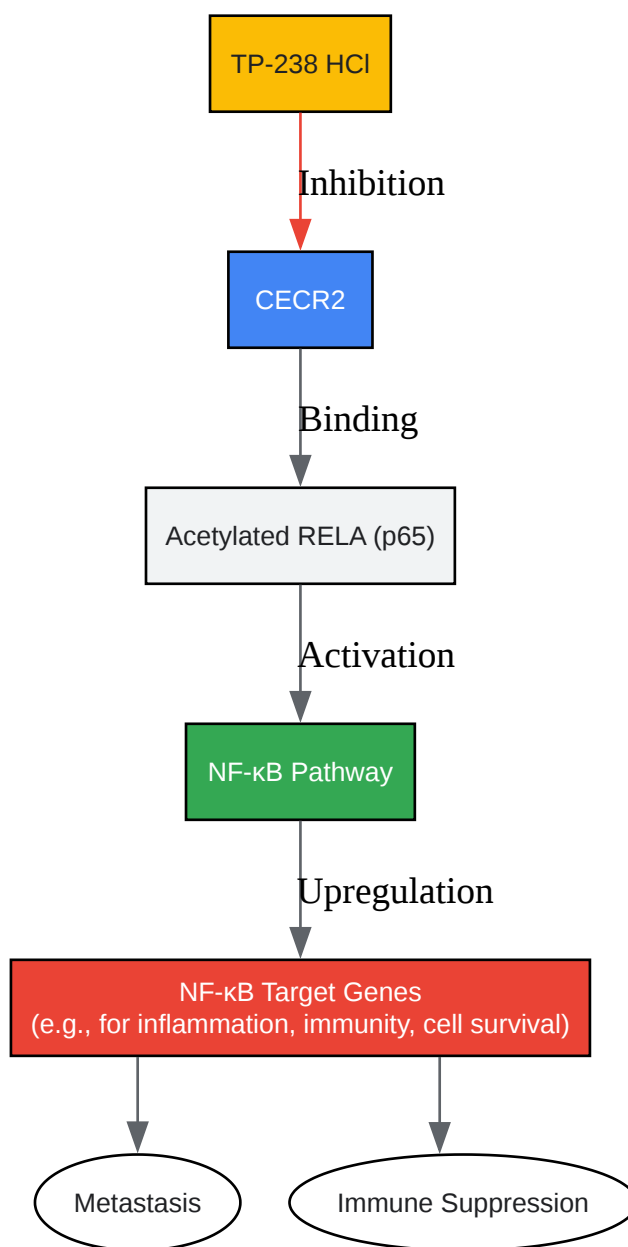 TP-238 HCl
Inhibition
CECR2
Binding
Acetylated RELA (p65)
Activation
NF-κB Pathway
Upregulation
NF-κB Target Genes
(e.g., for inflammation, immunity, cell survival)
Metastasis
Immune Suppression